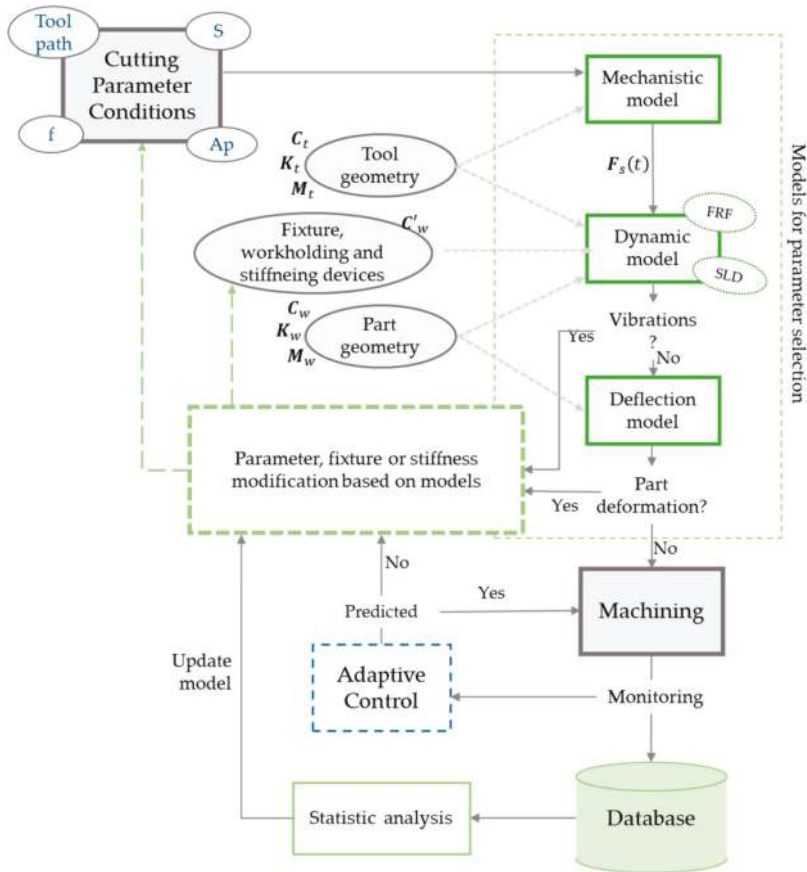 Tool
path
S
Cutting
Parameter
Conditions
f
Ap
Mechanistic
model
Models for parameter selection
C_t
K_t
M_t
Tool
geometry
F_s(t)
C'_w
Fixture,
workholding and
stiffneing devices
FRF
Dynamic
model
SLD
C_w
K_w
M_w
Part
geometry
Yes
Vibrations
?
No
Deflection
model
Parameter, fixture or stiffness
modification based on models
Yes
Part
deformation?
No
No
Predicted
Yes
Machining
Update
model
Adaptive
Control
Monitoring
Statistic analysis
Database